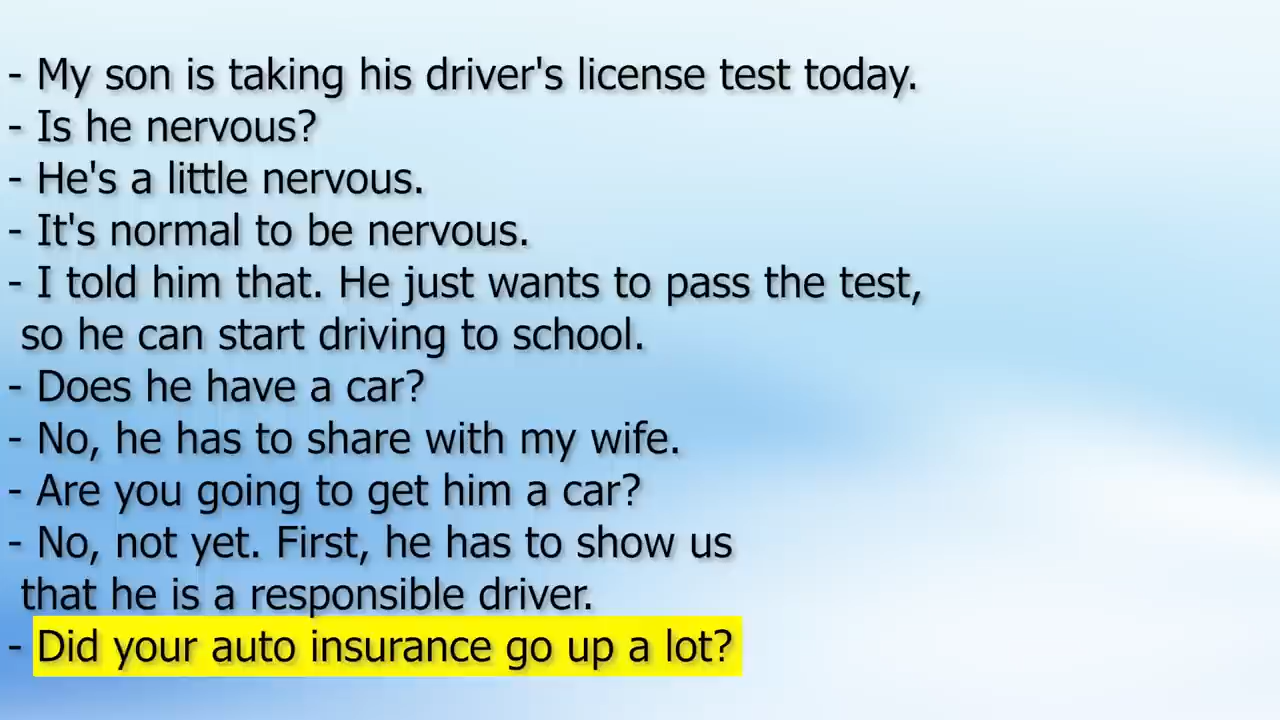 - My son is taking his driver's license test today.
- Is he nervous?
- He's a little nervous.
- It's normal to be nervous.
- I told him that. He just wants to pass the test,
so he can start driving to school.
- Does he have a car?
- No, he has to share with my wife.
- Are you going to get him a car?
- No, not yet. First, he has to show us
that he is a responsible driver.
- Did your auto insurance go up a lot?